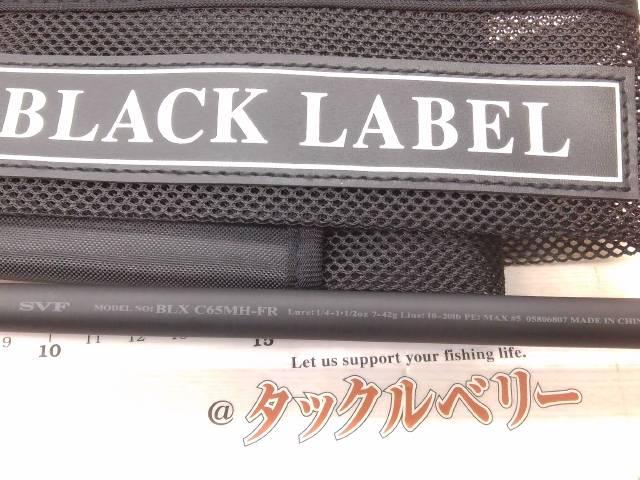 BLACK LABEL
SVF MODEL NO: BLX C65MH-FR Lure: 1/4-1・1/2oz 7-42g Line: 10-20lb PE: MAX #5 05806807 MADE IN CHIN
9 10 11 12 15
Let us support your fishing life.
@ タックルベリー